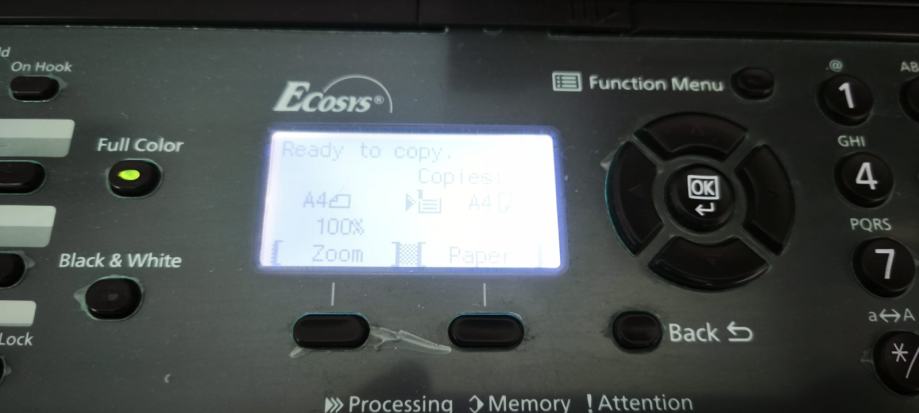 On Hook
ECOSYS®
Function Menu
@
1
Full Color
Ready to copy.
Copies:
A4
A4
100%
Zoom
Paper
OK
GHI
4
PQRS
7
Black & White
Lock
Back
a↔A
*/
Processing
Memory
!Attention